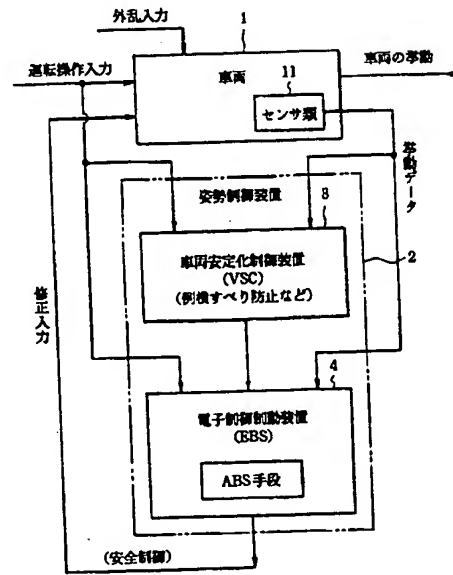 外乱入力
1
運転操作入力
車両
11
センサ類
車両の挙動
挙動データ
姿勢制御装置
3
車両安定化制御装置
(VSC)
(例横すべり防止など)
2
修正入力
4
電子制御制動装置
(EBS)
ABS手段
(安全制御)